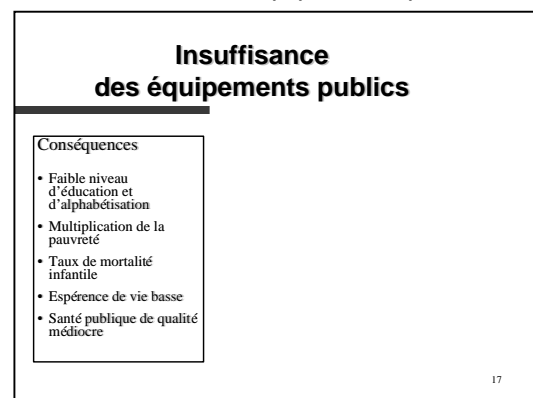 Insuffisance
des équipements publics
Conséquences
• Faible niveau
d'éducation et
d'alphabétisation
• Multiplication de la
pauvreté
• Taux de mortalité
infantile
• Espérence de vie basse
• Santé publique de qualité
médiocre
17